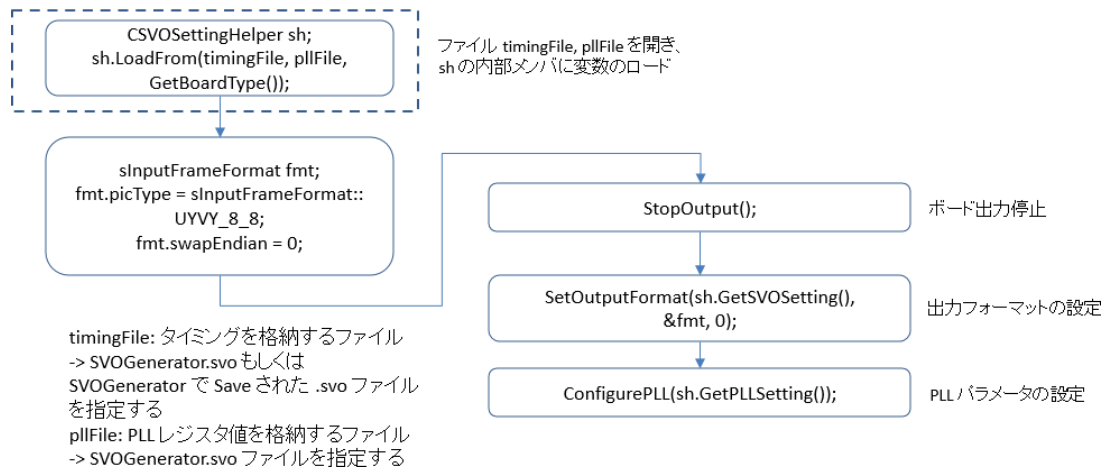 CSVOSettingHelper sh;
sh.LoadFrom(timingFile, pllFile,
GetBoardType());
ファイル timingFile, pllFile を開き、
sh の内部メンバに変数のロード
sInputFrameFormat fmt;
fmt.picType = sInputFrameFormat::
UYVY_8_8;
fmt.swapEndian = 0;
StopOutput();
ボード出力停止
SetOutputFormat(sh.GetSVOSetting(),
&fmt, 0);
出力フォーマットの設定
ConfigurePLL(sh.GetPLLSetting());
PLL パラメータの設定
timingFile: タイミングを格納するファイル
-> SVOGenerator.svo もしくは
SVOGenerator で Save された .svo ファイル
を指定する
pllFile: PLL レジスタ値を格納するファイル
-> SVOGenerator.svo ファイルを指定する